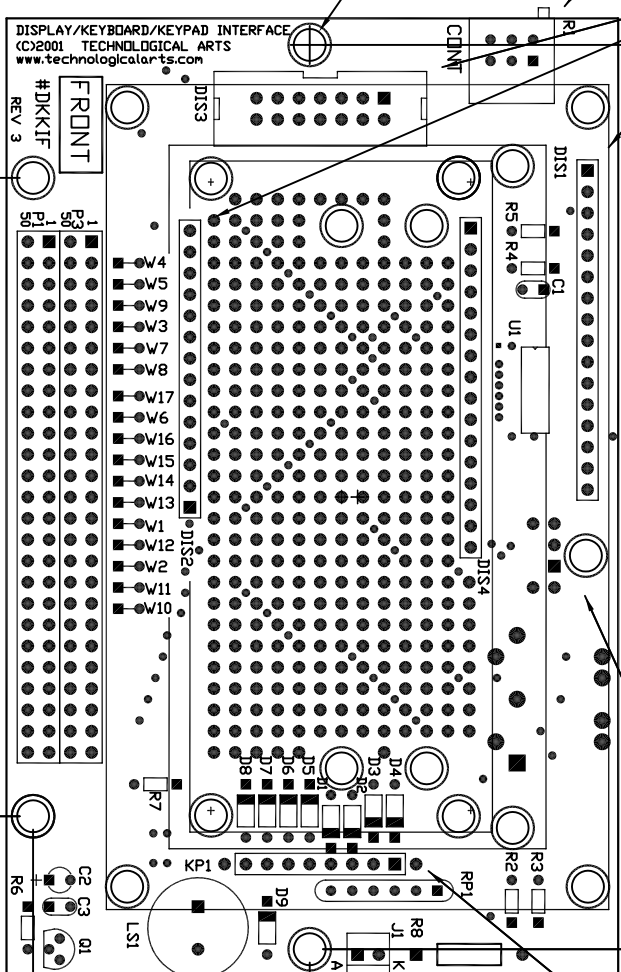 DISPLAY/KEYBOARD/KEYPAD INTERFACE
(C)2001 TECHNOLOGICAL ARTS
www.technologicalarts.com
R1
CONT
#DKKIF
REV 3
FRONT
DIS3
DIS1
R5
R4
C1
U1
P1
50
1
P3
50
1
W4
W5
W9
W3
W7
W8
W17
W6
W16
W15
W14
W13
W1
W12
W2
W11
W10
DIS2
DIS4
D8
D7
D6
D5
D1
D2
D3
D4
R7
KP1
RP1
R2
R3
R6
C2
C3
Q1
LS1
D9
J1
R8
A
K